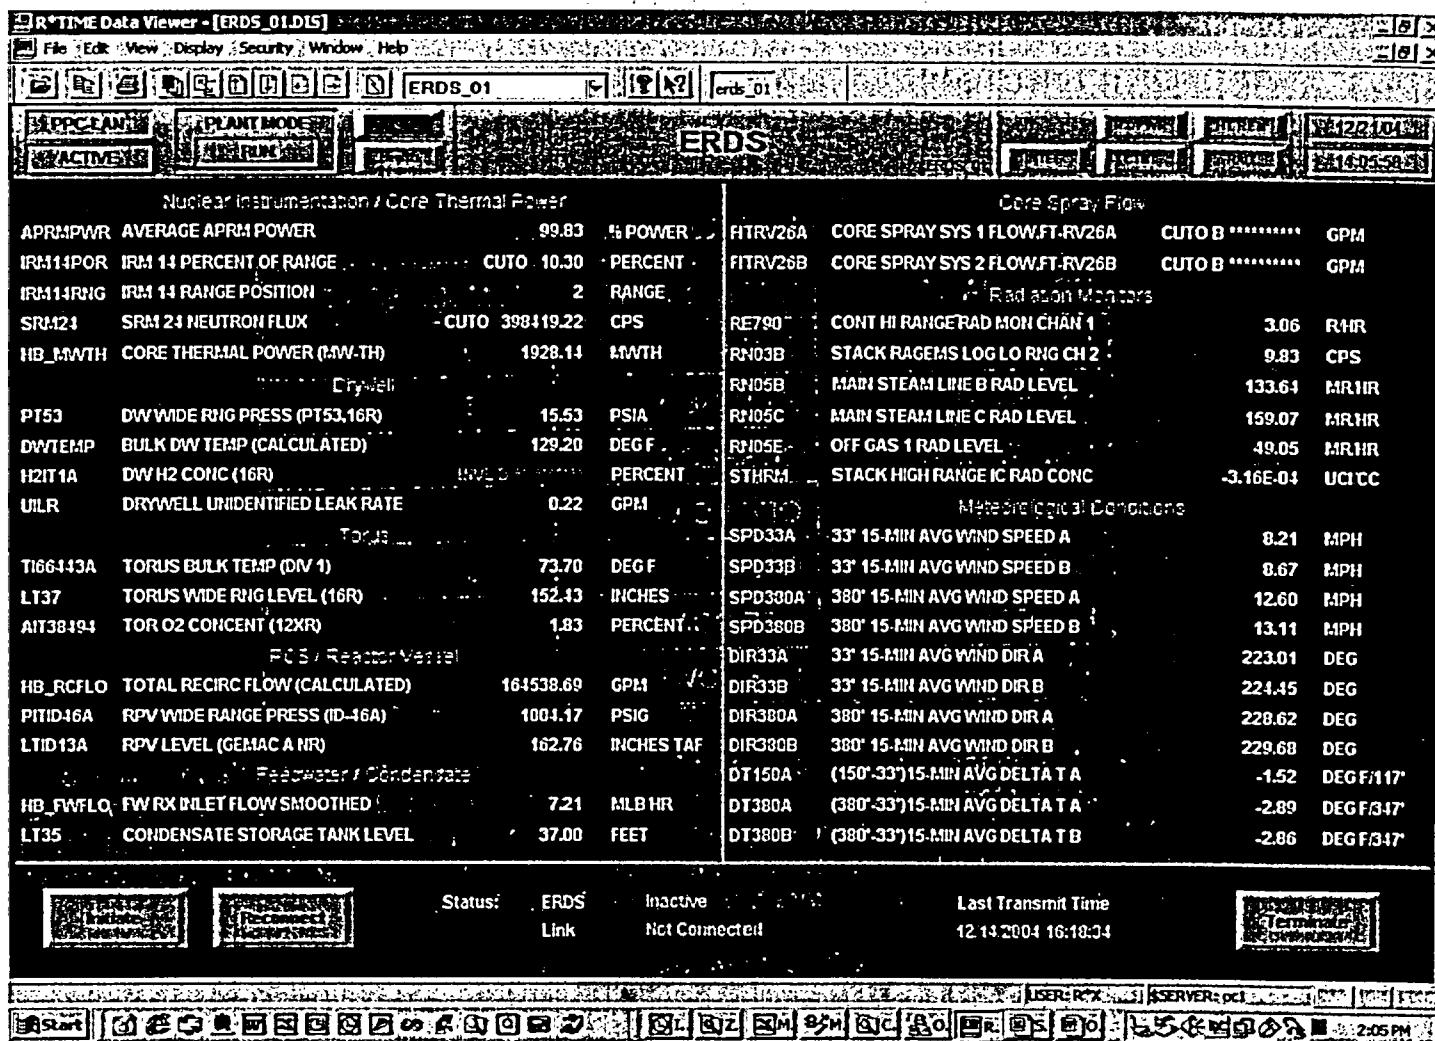 R*TIME Data Viewer - [ERDS_01.DIS]
File Edit View Display Security Window Help
ERDS_01 erds_01
PPC-LAN PLANT MODE ERDS 12/21/04
ACTIVE RUN 14:05:58
Nuclear Instrumentation / Core Thermal Power
APRMPWR AVERAGE APRM POWER 99.83 % POWER
IRM14POR IRM 14 PERCENT OF RANGE CUTO 10.30 PERCENT
IRM14RNG IRM 14 RANGE POSITION 2 RANGE
SRM24 SRM 24 NEUTRON FLUX CUTO 398419.22 CPS
HB_MWTH CORE THERMAL POWER (MW-TH) 1928.14 MWTH
Drywell
PT53 DW WIDE RNG PRESS (PT53,16R) 15.53 PSIA
DWTEMP BULK DW TEMP (CALCULATED) 129.20 DEG F
H2IT1A DW H2 CONC (16R) PERCENT
UILR DRYWELL UNIDENTIFIED LEAK RATE 0.22 GPM
Torus
TI66443A TORUS BULK TEMP (DIV 1) 73.70 DEG F
LT37 TORUS WIDE RNG LEVEL (16R) 152.43 INCHES
AIT38494 TOR O2 CONCENT (12XR) 1.83 PERCENT
RCS / Reactor Vessel
HB_RCFLO TOTAL RECIRC FLOW (CALCULATED) 164538.69 GPM
PITID46A RPV WIDE RANGE PRESS (ID-46A) 1004.17 PSIG
LTID13A RPV LEVEL (GEMAC A NR) 162.76 INCHES TAF
Feedwater / Condensate
HB_FWFLO FW RX INLET FLOW SMOOTHED 7.21 MLB/HR
LT35 CONDENSATE STORAGE TANK LEVEL 37.00 FEET
Core Spray Flow
FITRV26A CORE SPRAY SYS 1 FLOW,FT-RV26A CUTO B ********** GPM
FITRV26B CORE SPRAY SYS 2 FLOW,FT-RV26B CUTO B ********** GPM
Radiation Monitors
RE790 CONT HI RANGE RAD MON CHAN 1 3.06 R/HR
RN03B STACK RAGEMS LOG LO RNG CH 2 9.83 CPS
RN05B MAIN STEAM LINE B RAD LEVEL 133.64 MR/HR
RN05C MAIN STEAM LINE C RAD LEVEL 159.07 MR/HR
RN05E OFF GAS 1 RAD LEVEL 49.05 MR/HR
STHRM STACK HIGH RANGE IC RAD CONC -3.16E-04 UCI/CC
Meteorological Conditions
SPD33A 33' 15-MIN AVG WIND SPEED A 8.21 MPH
SPD33B 33' 15-MIN AVG WIND SPEED B 8.67 MPH
SPD380A 380' 15-MIN AVG WIND SPEED A 12.60 MPH
SPD380B 380' 15-MIN AVG WIND SPEED B 13.11 MPH
DIR33A 33' 15-MIN AVG WIND DIR A 223.01 DEG
DIR33B 33' 15-MIN AVG WIND DIR B 224.45 DEG
DIR380A 380' 15-MIN AVG WIND DIR A 228.62 DEG
DIR380B 380' 15-MIN AVG WIND DIR B 229.68 DEG
DT150A (150'-33')15-MIN AVG DELTA T A -1.52 DEG F/117'
DT380A (380'-33')15-MIN AVG DELTA T A -2.89 DEG F/347'
DT380B (380'-33')15-MIN AVG DELTA T B -2.86 DEG F/347'
Initiate Reconnect Status: ERDS Inactive Last Transmit Time Terminate
Link Not Connected 12/14/2004 16:18:34
USER: R*X $SERVER: pc1
Start 2:05 PM